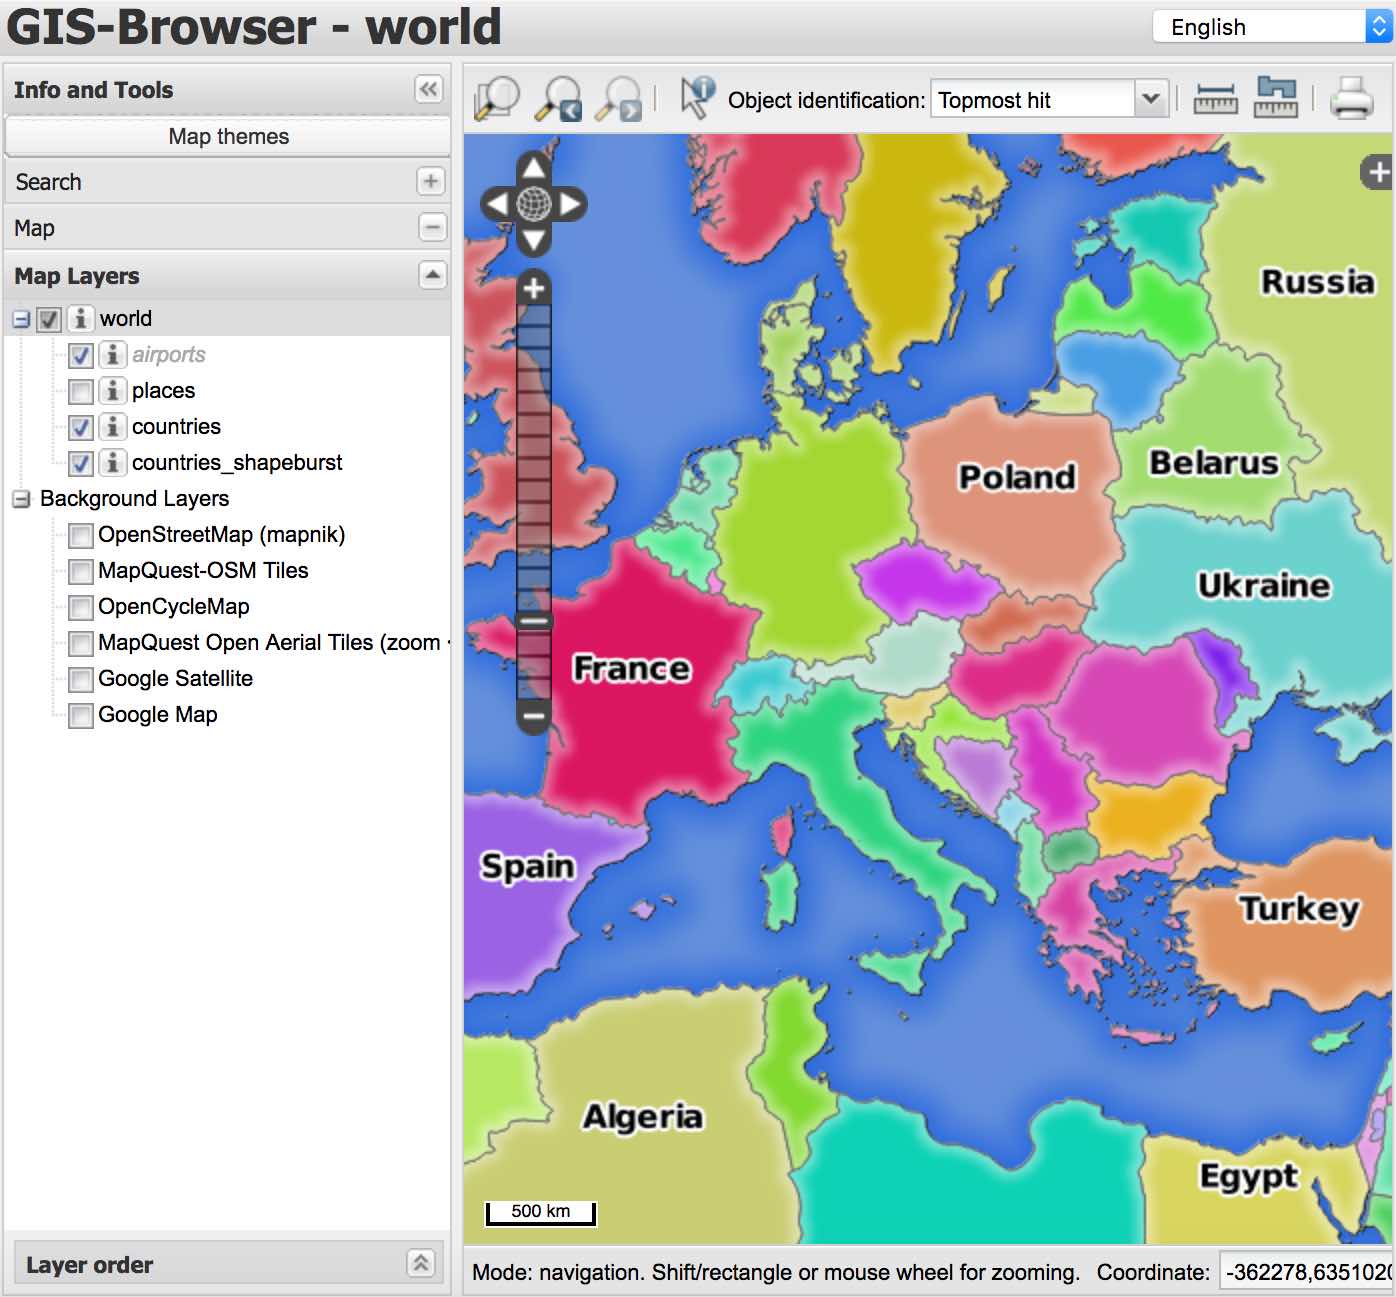 GIS-Browser - world
English
Info and Tools
Map themes
Search
Map
Map Layers
world
airports
places
countries
countries_shapeburst
Background Layers
OpenStreetMap (mapnik)
MapQuest-OSM Tiles
OpenCycleMap
MapQuest Open Aerial Tiles (zoom
Google Satellite
Google Map
Layer order
Object identification: Topmost hit
Russia
Poland
Belarus
Ukraine
France
Spain
Turkey
Algeria
Egypt
500 km
Mode: navigation. Shift/rectangle or mouse wheel for zooming. Coordinate: -362278,6351020